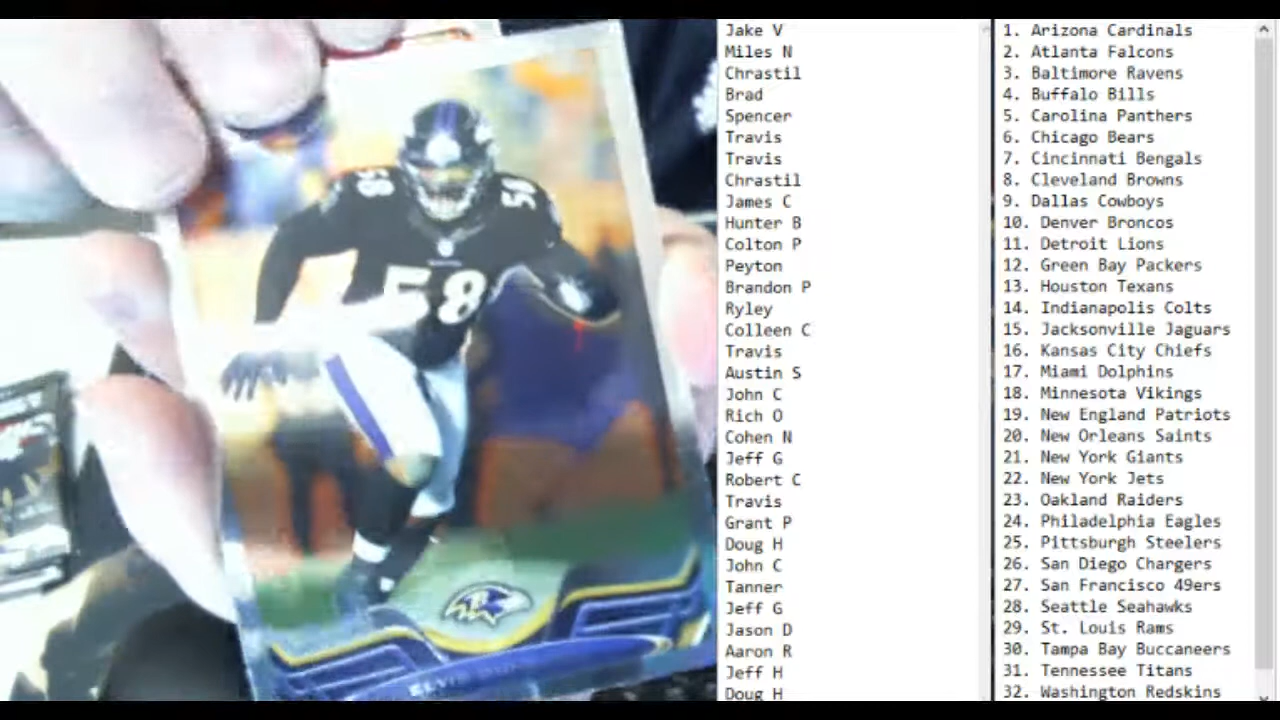 58
58
58
Jake V
Miles N
Chrastil
Brad
Spencer
Travis
Travis
Chrastil
James C
Hunter B
Colton P
Peyton
Brandon P
Ryley
Colleen C
Travis
Austin S
John C
Rich O
Cohen N
Jeff G
Robert C
Travis
Grant P
Doug H
John C
Tanner
Jeff G
Jason D
Aaron R
Jeff H
Doug H
1. Arizona Cardinals
2. Atlanta Falcons
3. Baltimore Ravens
4. Buffalo Bills
5. Carolina Panthers
6. Chicago Bears
7. Cincinnati Bengals
8. Cleveland Browns
9. Dallas Cowboys
10. Denver Broncos
11. Detroit Lions
12. Green Bay Packers
13. Houston Texans
14. Indianapolis Colts
15. Jacksonville Jaguars
16. Kansas City Chiefs
17. Miami Dolphins
18. Minnesota Vikings
19. New England Patriots
20. New Orleans Saints
21. New York Giants
22. New York Jets
23. Oakland Raiders
24. Philadelphia Eagles
25. Pittsburgh Steelers
26. San Diego Chargers
27. San Francisco 49ers
28. Seattle Seahawks
29. St. Louis Rams
30. Tampa Bay Buccaneers
31. Tennessee Titans
32. Washington Redskins